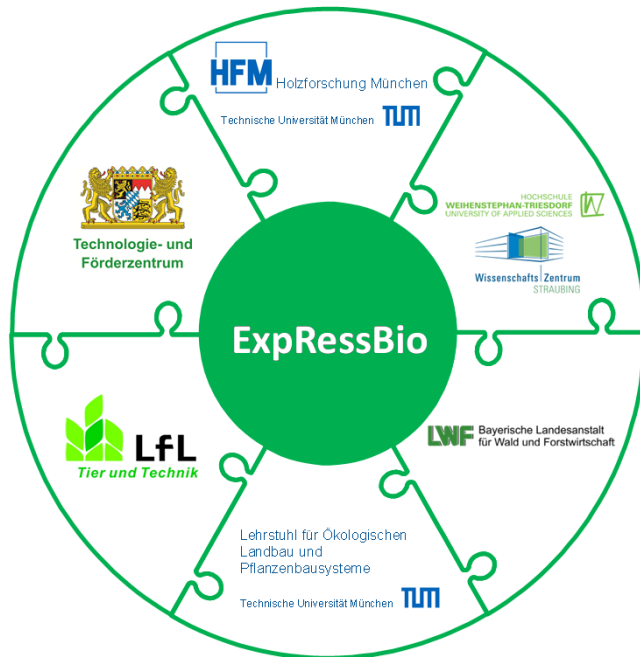 HFM Holzforschung München
Technische Universität München TUM
HOCHSCHULE
WEIHENSTEPHAN-TRIESDORF
UNIVERSITY OF APPLIED SCIENCES
Wissenschafts Zentrum
STRAUBING
Technologie- und
Förderzentrum
ExpRessBio
LfL
Tier und Technik
LWF Bayerische Landesanstalt
für Wald und Forstwirtschaft
Lehrstuhl für Ökologischen
Landbau und
Pflanzenbausysteme
Technische Universität München TUM